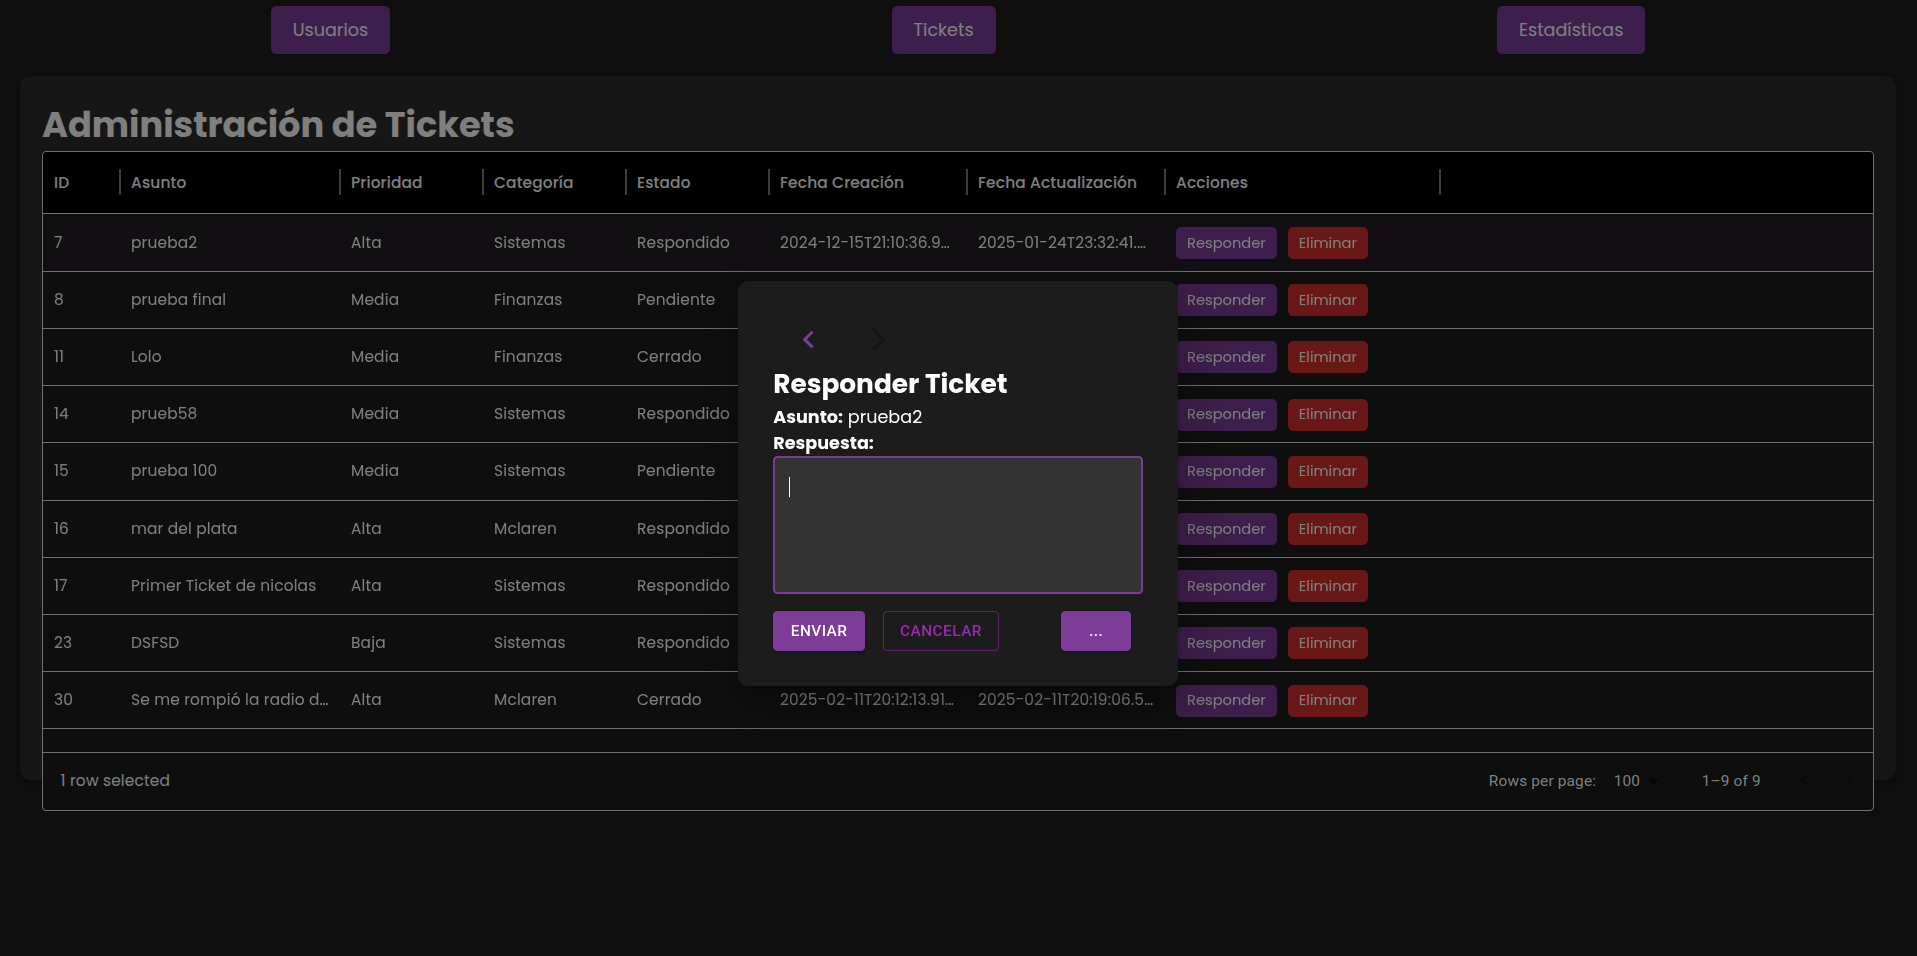 Usuarios Tickets Estadísticas
Administración de Tickets
ID Asunto Prioridad Categoría Estado Fecha Creación Fecha Actualización Acciones
7 prueba2 Alta Sistemas Respondido 2024-12-15T21:10:36.9... 2025-01-24T23:32:41.... Responder Eliminar
8 prueba final Media Finanzas Pendiente Responder Eliminar
11 Lolo Media Finanzas Cerrado Responder Eliminar
14 prueb58 Media Sistemas Respondido Responder Eliminar
15 prueba 100 Media Sistemas Pendiente Responder Eliminar
16 mar del plata Alta Mclaren Respondido Responder Eliminar
17 Primer Ticket de nicolas Alta Sistemas Respondido Responder Eliminar
23 DSFSD Baja Sistemas Respondido Responder Eliminar
30 Se me rompió la radio d... Alta Mclaren Cerrado 2025-02-11T20:12:13.91... 2025-02-11T20:19:06.5... Responder Eliminar
Responder Ticket
Asunto: prueba2
Respuesta:
ENVIAR CANCELAR ...
1 row selected Rows per page: 100 1–9 of 9